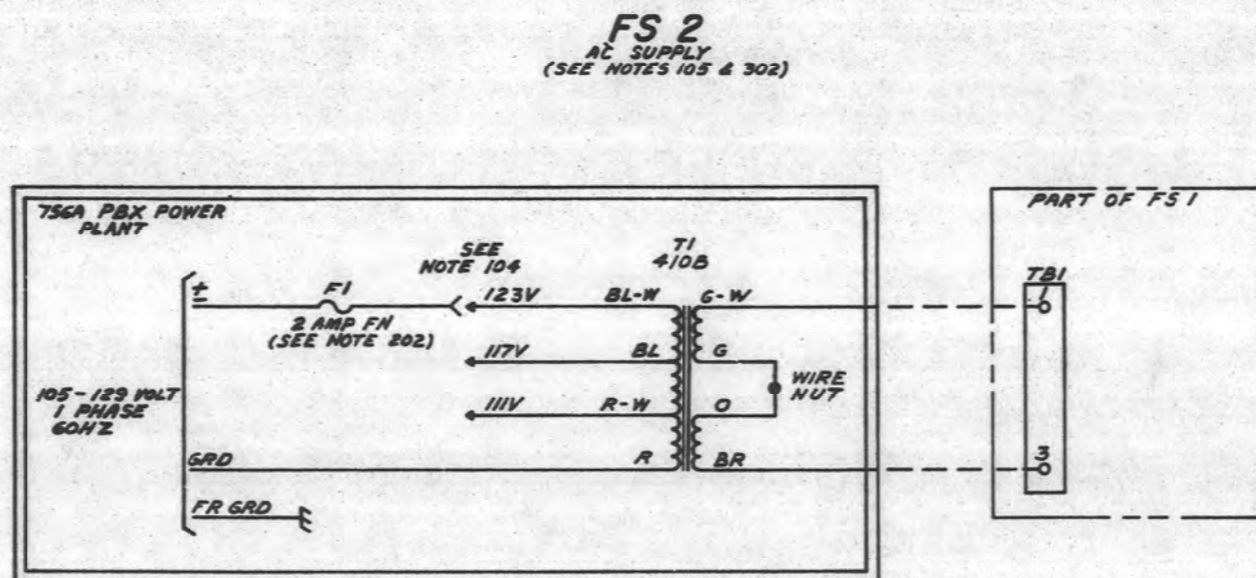 FS 2
AC SUPPLY
(SEE NOTES 105 & 302)
756A PBX POWER
PLANT
±
F1
2 AMP FN
(SEE NOTE 202)
SEE
NOTE 104
123V
117V
111V
T1
410B
BL-W
BL
R-W
R
G-W
G
O
BR
WIRE
NUT
105-129 VOLT
1 PHASE
60HZ
GRD
FR GRD
PART OF FS 1
TB1
1
3